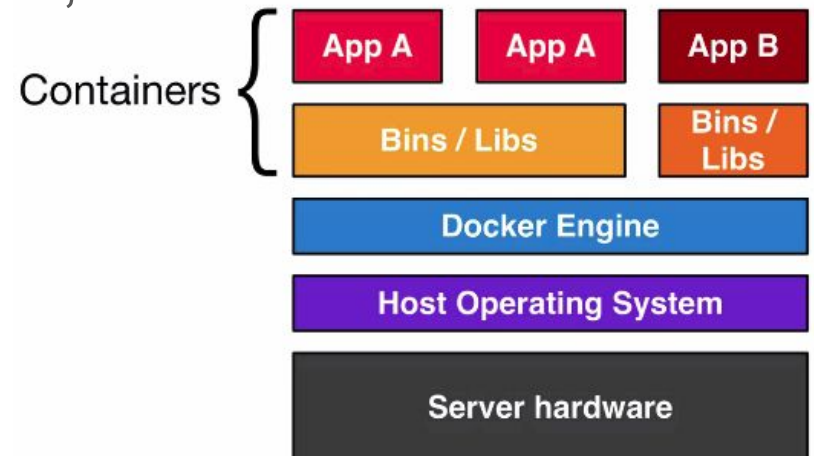 App A
App A
App B
Containers
Bins / Libs
Bins /
Libs
Docker Engine
Host Operating System
Server hardware